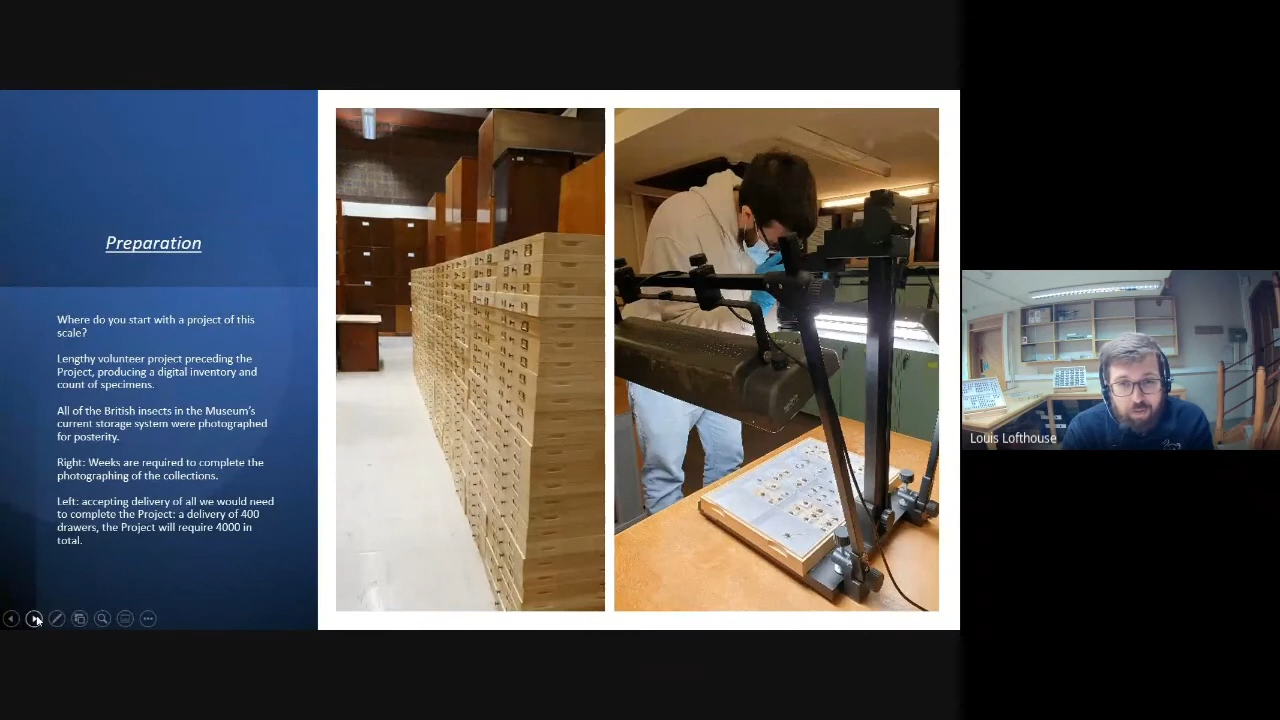 Preparation
Where do you start with a project of this
scale?
Lengthy volunteer project preceding the
Project, producing a digital inventory and
count of specimens.
All of the British insects in the Museum's
current storage system were photographed
for posterity.
Right: Weeks are required to complete the
photographing of the collections.
Left: accepting delivery of all we would need
to complete the Project: a delivery of 400
drawers, the Project will require 4000 in
total.
Louis Lofthouse